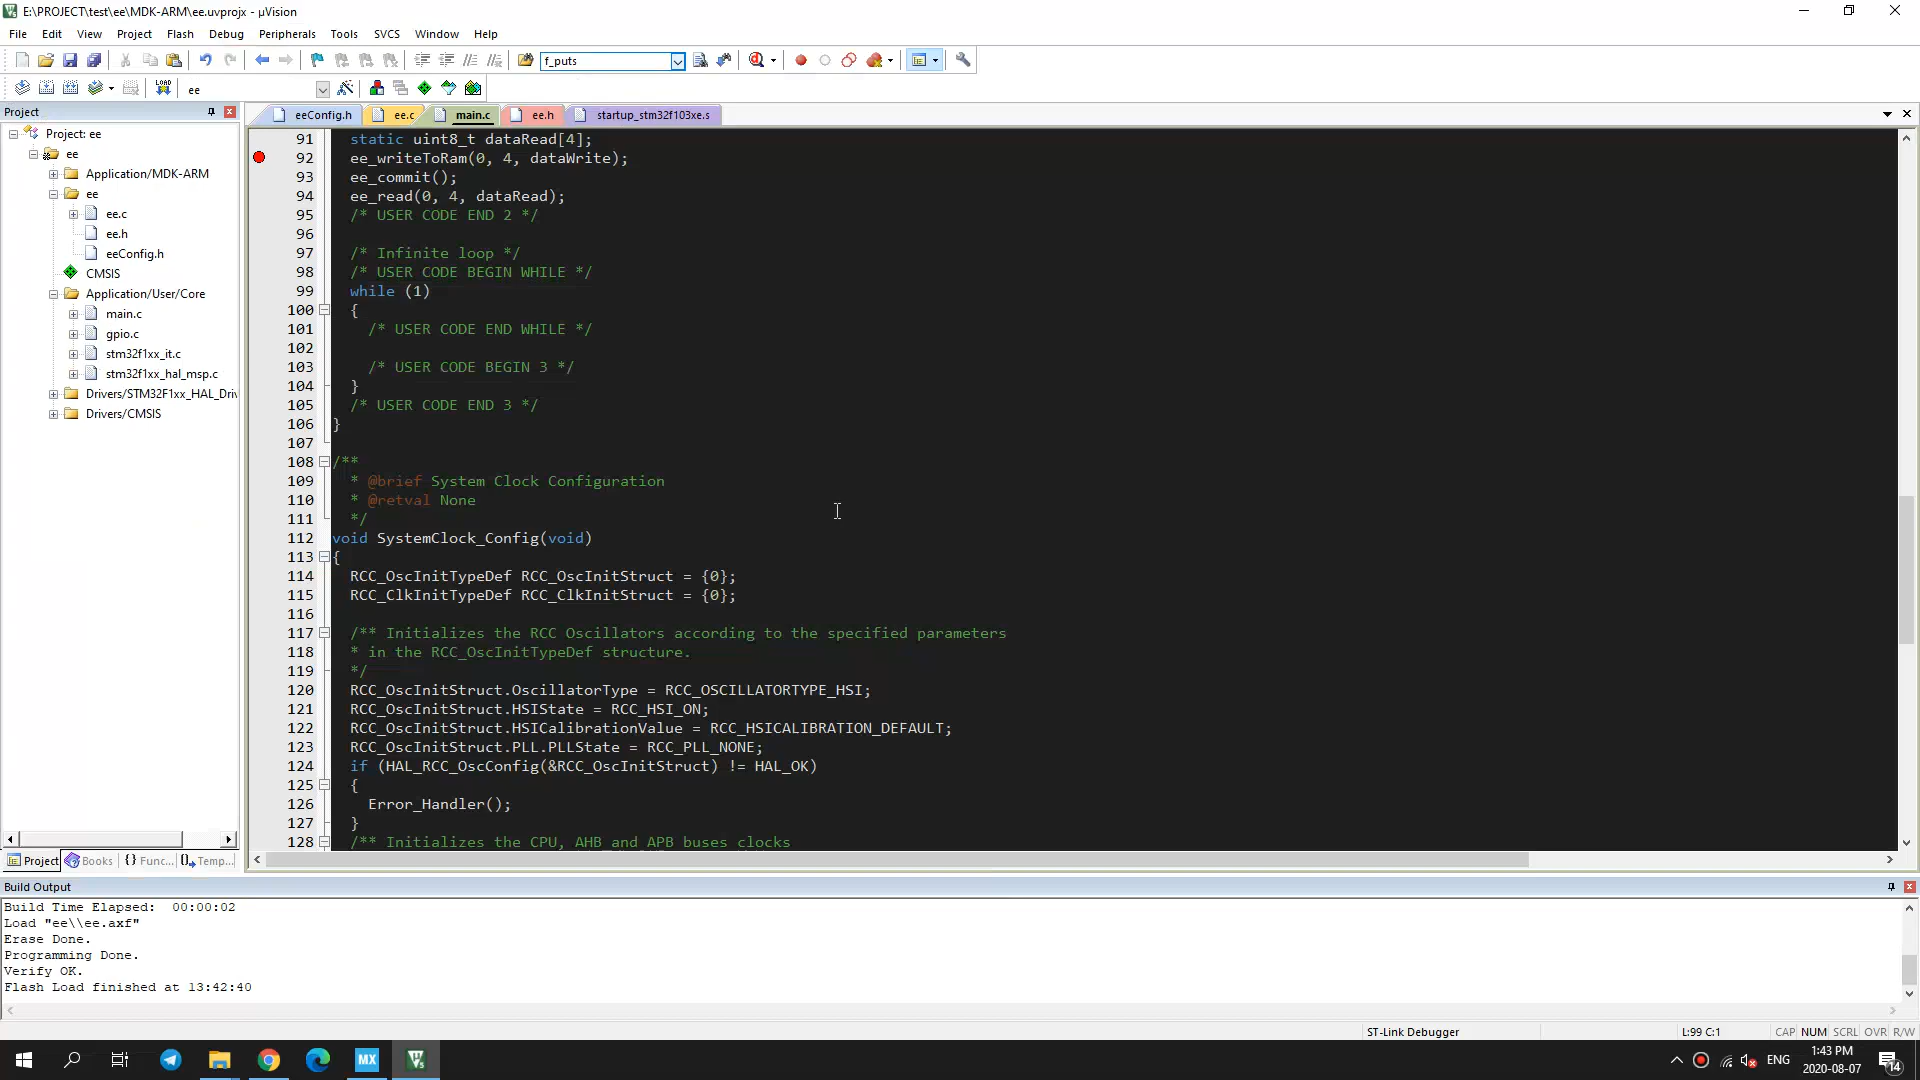 E:\PROJECT\test\ee\MDK-ARM\ee.uvprojx - µVision
File Edit View Project Flash Debug Peripherals Tools SVCS Window Help
f_puts
LOAD ee
Project
eeConfig.h ee.c main.c ee.h startup_stm32f103xe.s
Project: ee
ee
Application/MDK-ARM
ee
ee.c
ee.h
eeConfig.h
CMSIS
Application/User/Core
main.c
gpio.c
stm32f1xx_it.c
stm32f1xx_hal_msp.c
Drivers/STM32F1xx_HAL_Driv
Drivers/CMSIS
Project Books {} Func... Temp...
91 static uint8_t dataRead[4];
92 ee_writeToRam(0, 4, dataWrite);
93 ee_commit();
94 ee_read(0, 4, dataRead);
95 /* USER CODE END 2 */
96
97 /* Infinite loop */
98 /* USER CODE BEGIN WHILE */
99 while (1)
100 {
101 /* USER CODE END WHILE */
102
103 /* USER CODE BEGIN 3 */
104 }
105 /* USER CODE END 3 */
106 }
107
108 /**
109 * @brief System Clock Configuration
110 * @retval None
111 */
112 void SystemClock_Config(void)
113 {
114 RCC_OscInitTypeDef RCC_OscInitStruct = {0};
115 RCC_ClkInitTypeDef RCC_ClkInitStruct = {0};
116
117 /** Initializes the RCC Oscillators according to the specified parameters
118 * in the RCC_OscInitTypeDef structure.
119 */
120 RCC_OscInitStruct.OscillatorType = RCC_OSCILLATORTYPE_HSI;
121 RCC_OscInitStruct.HSIState = RCC_HSI_ON;
122 RCC_OscInitStruct.HSICalibrationValue = RCC_HSICALIBRATION_DEFAULT;
123 RCC_OscInitStruct.PLL.PLLState = RCC_PLL_NONE;
124 if (HAL_RCC_OscConfig(&RCC_OscInitStruct) != HAL_OK)
125 {
126 Error_Handler();
127 }
128 /** Initializes the CPU, AHB and APB buses clocks
Build Output
Build Time Elapsed:  00:00:02
Load "ee\\ee.axf"
Erase Done.
Programming Done.
Verify OK.
Flash Load finished at 13:42:40
ST-Link Debugger L:99 C:1 CAP NUM SCRL OVR R/W
MX ENG 1:43 PM
2020-08-07
14